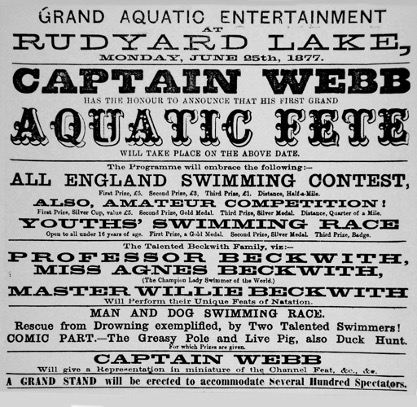 GRAND AQUATIC ENTERTAINMENT
AT
RUDYARD LAKE,
MONDAY, JUNE 25th, 1877.
CAPTAIN WEBB
HAS THE HONOUR TO ANNOUNCE THAT HIS FIRST GRAND
AQUATIC FETE
WILL TAKE PLACE ON THE ABOVE DATE.
The Programme will embrace the following:—
ALL ENGLAND SWIMMING CONTEST,
First Prize, £5. Second Prize, £2. Third Prize, £1. Distance, Half-a-Mile.
ALSO, AMATEUR COMPETITION!
First Prize, Silver Cup, value £5. Second Prize, Gold Medal. Third Prize, Silver Medal. Distance, Quarter of a Mile.
YOUTHS' SWIMMING RACE
Open to all under 16 years of age. First Prize, a Gold Medal. Second Prize, Silver Medal. Third Prize, Badge.
The Talented Beckwith Family, viz:—
PROFESSOR BECKWITH,
MISS AGNES BECKWITH,
(The Champion Lady Swimmer of the World.)
MASTER WILLIE BECKWITH
Will Perform their Unique Feats of Natation.
MAN AND DOG SWIMMING RACE.
Rescue from Drowning exemplified, by Two Talented Swimmers!
COMIC PART.—The Greasy Pole and Live Pig, also Duck Hunt.
For which Prizes are given.
CAPTAIN WEBB
Will give a Representation in miniature of the Channel Feat, &c., &c.
A GRAND STAND will be erected to accommodate Several Hundred Spectators.